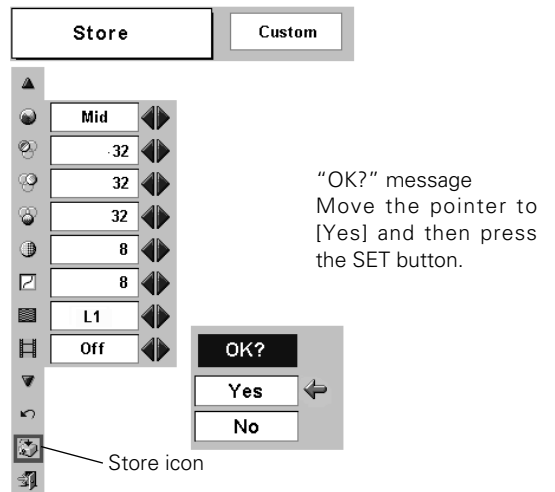 Store
Custom
Mid
32
32
32
8
8
L1
Off
“OK?” message
Move the pointer to
[Yes] and then press
the SET button.
OK?
Yes
No
Store icon